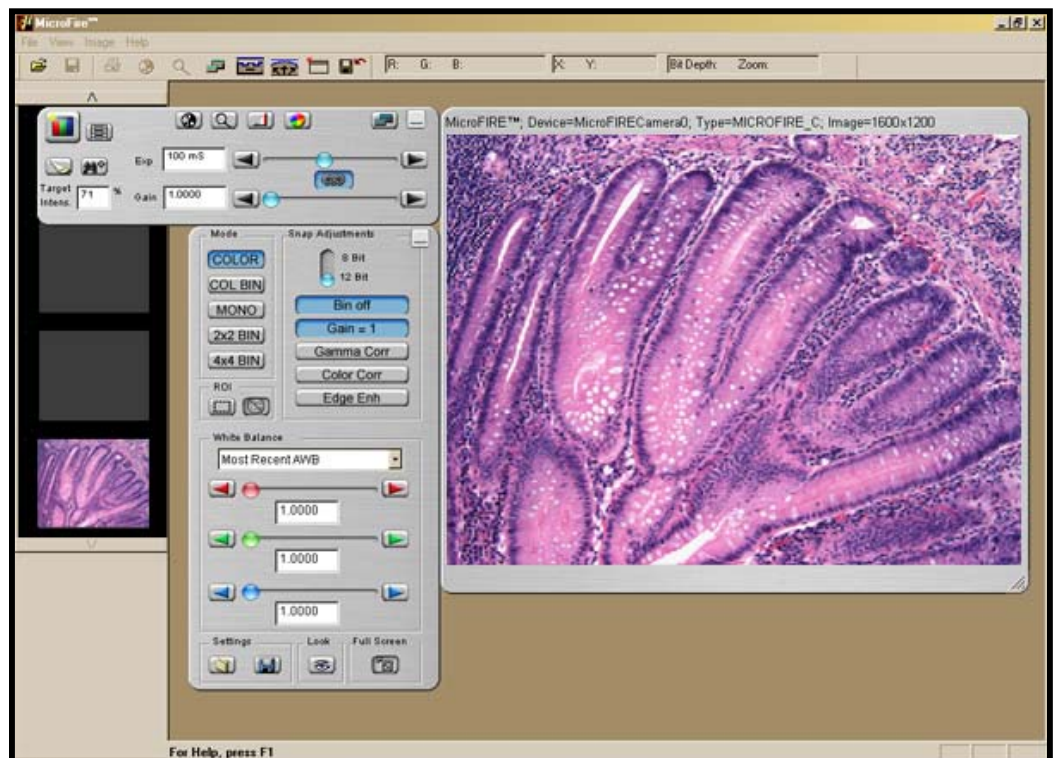 MicroFire™
File View Image Help
R: G: B: X: Y: Bit Depth: Zoom:
MicroFIRE™; Device=MicroFIRECamera0; Type=MICROFIRE_C; Image=1600x1200
Exp 100 mS
Target Intens. 71 % Gain 1.0000
Mode
COLOR
COL BIN
MONO
2x2 BIN
4x4 BIN
ROI
Snap Adjustments
8 Bit
12 Bit
Bin off
Gain = 1
Gamma Corr
Color Corr
Edge Enh
White Balance
Most Recent AWB
1.0000
1.0000
1.0000
Settings Look Full Screen
For Help, press F1